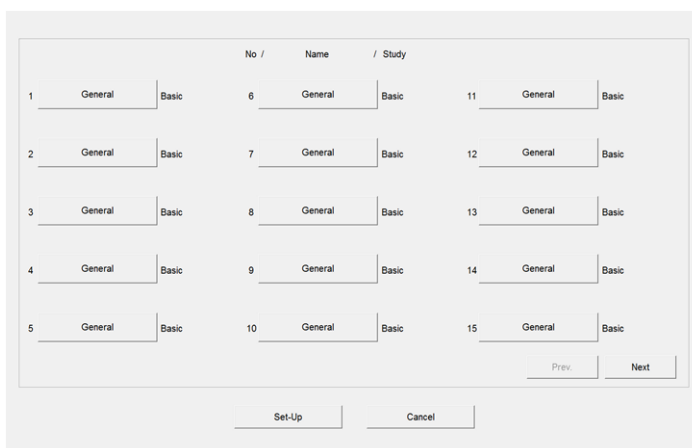 No / Name / Study
1 General Basic 6 General Basic 11 General Basic
2 General Basic 7 General Basic 12 General Basic
3 General Basic 8 General Basic 13 General Basic
4 General Basic 9 General Basic 14 General Basic
5 General Basic 10 General Basic 15 General Basic
Prev. Next
Set-Up Cancel